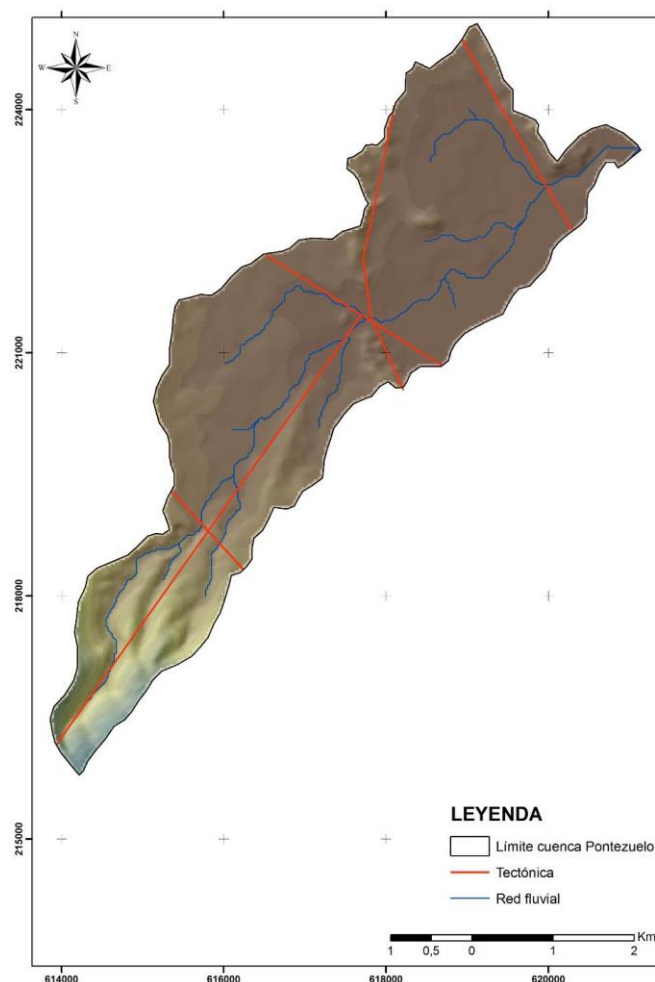 N
W E
S
224000
221000
218000
215000
LEYENDA
Límite cuenca Pontezuelo
Tectónica
Red fluvial
Km
1 0,5 0 1 2
614000 616000 618000 620000